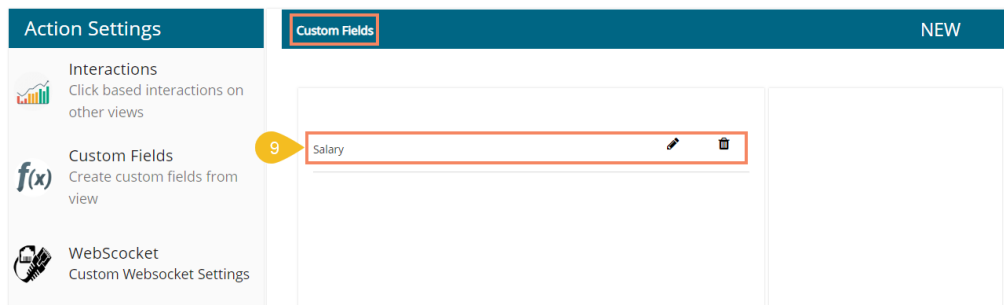 Action Settings
Custom Fields
NEW
Interactions
Click based interactions on
other views
Custom Fields
Create custom fields from
view
WebScocket
Custom Websocket Settings
9
Salary
f(x)